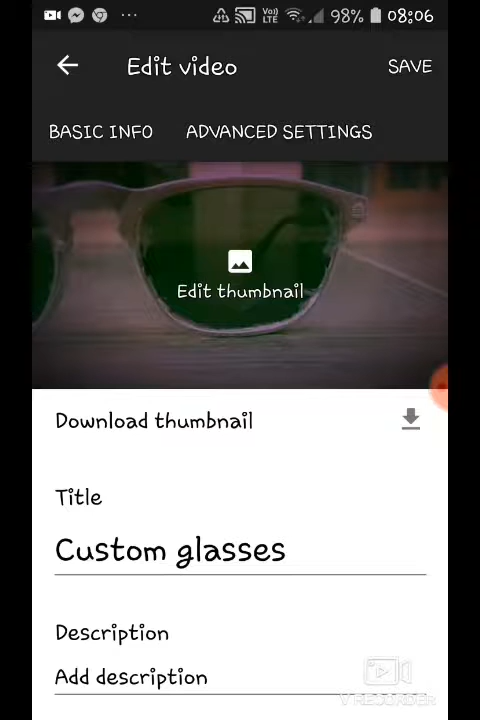 98% 08:06
Edit video
SAVE
BASIC INFO ADVANCED SETTINGS
Edit thumbnail
Download thumbnail
Title
Custom glasses
Description
Add description
V RECORDER